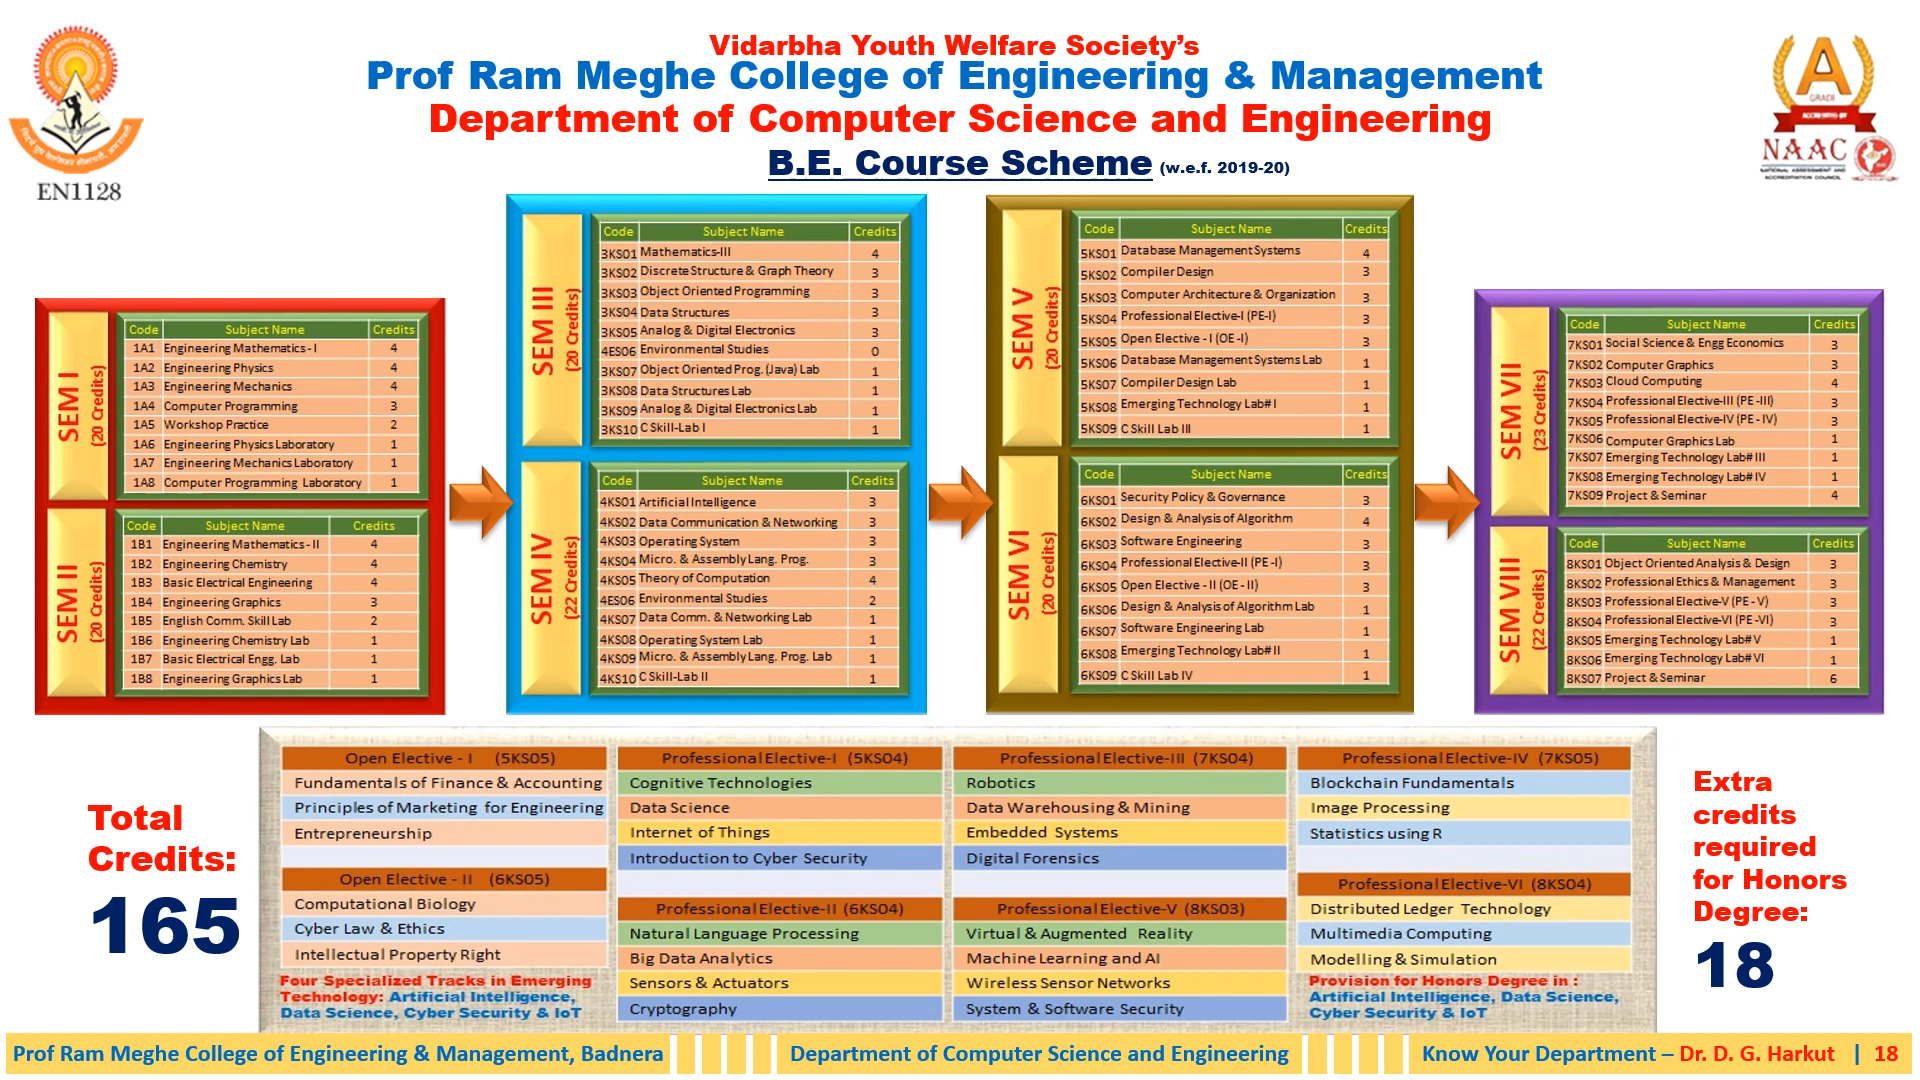 Vidarbha Youth Welfare Society's
Prof Ram Meghe College of Engineering & Management
Department of Computer Science and Engineering
B.E. Course Scheme (w.e.f. 2019-20)
EN1128
A
GRADE
ACCREDITED BY
NAAC
NATIONAL ASSESSMENT AND
ACCREDITATION COUNCIL
SEM I
(20 Credits)
Code Subject Name Credits
1A1 Engineering Mathematics - I 4
1A2 Engineering Physics 4
1A3 Engineering Mechanics 4
1A4 Computer Programming 3
1A5 Workshop Practice 2
1A6 Engineering Physics Laboratory 1
1A7 Engineering Mechanics Laboratory 1
1A8 Computer Programming Laboratory 1
SEM II
(20 Credits)
Code Subject Name Credits
1B1 Engineering Mathematics - II 4
1B2 Engineering Chemistry 4
1B3 Basic Electrical Engineering 4
1B4 Engineering Graphics 3
1B5 English Comm. Skill Lab 2
1B6 Engineering Chemistry Lab 1
1B7 Basic Electrical Engg. Lab 1
1B8 Engineering Graphics Lab 1
SEM III
(20 Credits)
Code Subject Name Credits
3KS01 Mathematics-III 4
3KS02 Discrete Structure & Graph Theory 3
3KS03 Object Oriented Programming 3
3KS04 Data Structures 3
3KS05 Analog & Digital Electronics 3
4ES06 Environmental Studies 0
3KS07 Object Oriented Prog. (Java) Lab 1
3KS08 Data Structures Lab 1
3KS09 Analog & Digital Electronics Lab 1
3KS10 C Skill-Lab I 1
SEM IV
(22 Credits)
Code Subject Name Credits
4KS01 Artificial Intelligence 3
4KS02 Data Communication & Networking 3
4KS03 Operating System 3
4KS04 Micro. & Assembly Lang. Prog. 3
4KS05 Theory of Computation 4
4ES06 Environmental Studies 2
4KS07 Data Comm. & Networking Lab 1
4KS08 Operating System Lab 1
4KS09 Micro. & Assembly Lang. Prog. Lab 1
4KS10 C Skill-Lab II 1
SEM V
(20 Credits)
Code Subject Name Credits
5KS01 Database Management Systems 4
5KS02 Compiler Design 3
5KS03 Computer Architecture & Organization 3
5KS04 Professional Elective-I (PE-I) 3
5KS05 Open Elective - I (OE -I) 3
5KS06 Database Management Systems Lab 1
5KS07 Compiler Design Lab 1
5KS08 Emerging Technology Lab# I 1
5KS09 C Skill Lab III 1
SEM VI
(20 Credits)
Code Subject Name Credits
6KS01 Security Policy & Governance 3
6KS02 Design & Analysis of Algorithm 4
6KS03 Software Engineering 3
6KS04 Professional Elective-II (PE -I) 3
6KS05 Open Elective - II (OE - II) 3
6KS06 Design & Analysis of Algorithm Lab 1
6KS07 Software Engineering Lab 1
6KS08 Emerging Technology Lab# II 1
6KS09 C Skill Lab IV 1
SEM VII
(23 Credits)
Code Subject Name Credits
7KS01 Social Science & Engg Economics 3
7KS02 Computer Graphics 3
7KS03 Cloud Computing 4
7KS04 Professional Elective-III (PE -III) 3
7KS05 Professional Elective-IV (PE - IV) 3
7KS06 Computer Graphics Lab 1
7KS07 Emerging Technology Lab# III 1
7KS08 Emerging Technology Lab# IV 1
7KS09 Project & Seminar 4
SEM VIII
(22 Credits)
Code Subject Name Credits
8KS01 Object Oriented Analysis & Design 3
8KS02 Professional Ethics & Management 3
8KS03 Professional Elective-V (PE - V) 3
8KS04 Professional Elective-VI (PE -VI) 3
8KS05 Emerging Technology Lab# V 1
8KS06 Emerging Technology Lab# VI 1
8KS07 Project & Seminar 6
Total
Credits:
165
Open Elective - I (5KS05)
Fundamentals of Finance & Accounting
Principles of Marketing for Engineering
Entrepreneurship
Open Elective - II (6KS05)
Computational Biology
Cyber Law & Ethics
Intellectual Property Right
Four Specialized Tracks in Emerging
Technology: Artificial Intelligence,
Data Science, Cyber Security & IoT
Professional Elective-I (5KS04)
Cognitive Technologies
Data Science
Internet of Things
Introduction to Cyber Security
Professional Elective-II (6KS04)
Natural Language Processing
Big Data Analytics
Sensors & Actuators
Cryptography
Professional Elective-III (7KS04)
Robotics
Data Warehousing & Mining
Embedded Systems
Digital Forensics
Professional Elective-V (8KS03)
Virtual & Augmented Reality
Machine Learning and AI
Wireless Sensor Networks
System & Software Security
Professional Elective-IV (7KS05)
Blockchain Fundamentals
Image Processing
Statistics using R
Professional Elective-VI (8KS04)
Distributed Ledger Technology
Multimedia Computing
Modelling & Simulation
Provision for Honors Degree in :
Artificial Intelligence, Data Science,
Cyber Security & IoT
Extra
credits
required
for Honors
Degree:
18
Prof Ram Meghe College of Engineering & Management, Badnera
Department of Computer Science and Engineering
Know Your Department – Dr. D. G. Harkut | 18